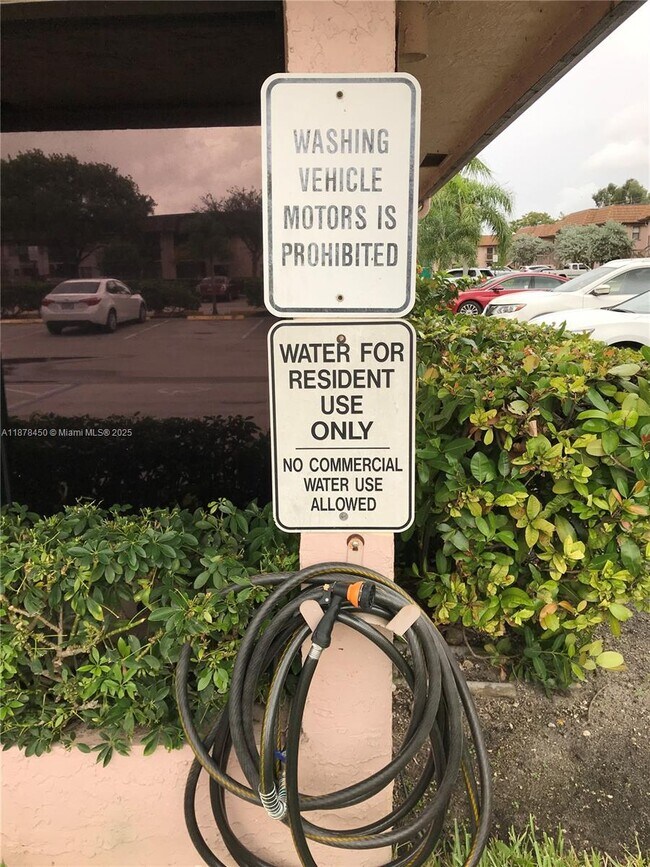 WASHING
VEHICLE
MOTORS IS
PROHIBITED
WATER FOR
RESIDENT
USE
ONLY
NO COMMERCIAL
WATER USE
ALLOWED
A11878450 © Miami MLS® 2025